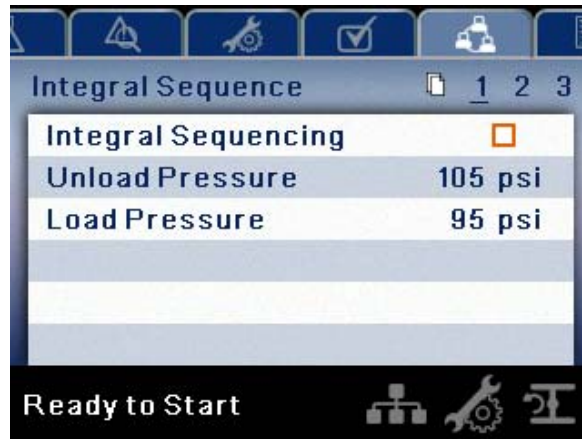 Integral Sequence 1 2 3
Integral Sequencing
Unload Pressure 105 psi
Load Pressure 95 psi
Ready to Start